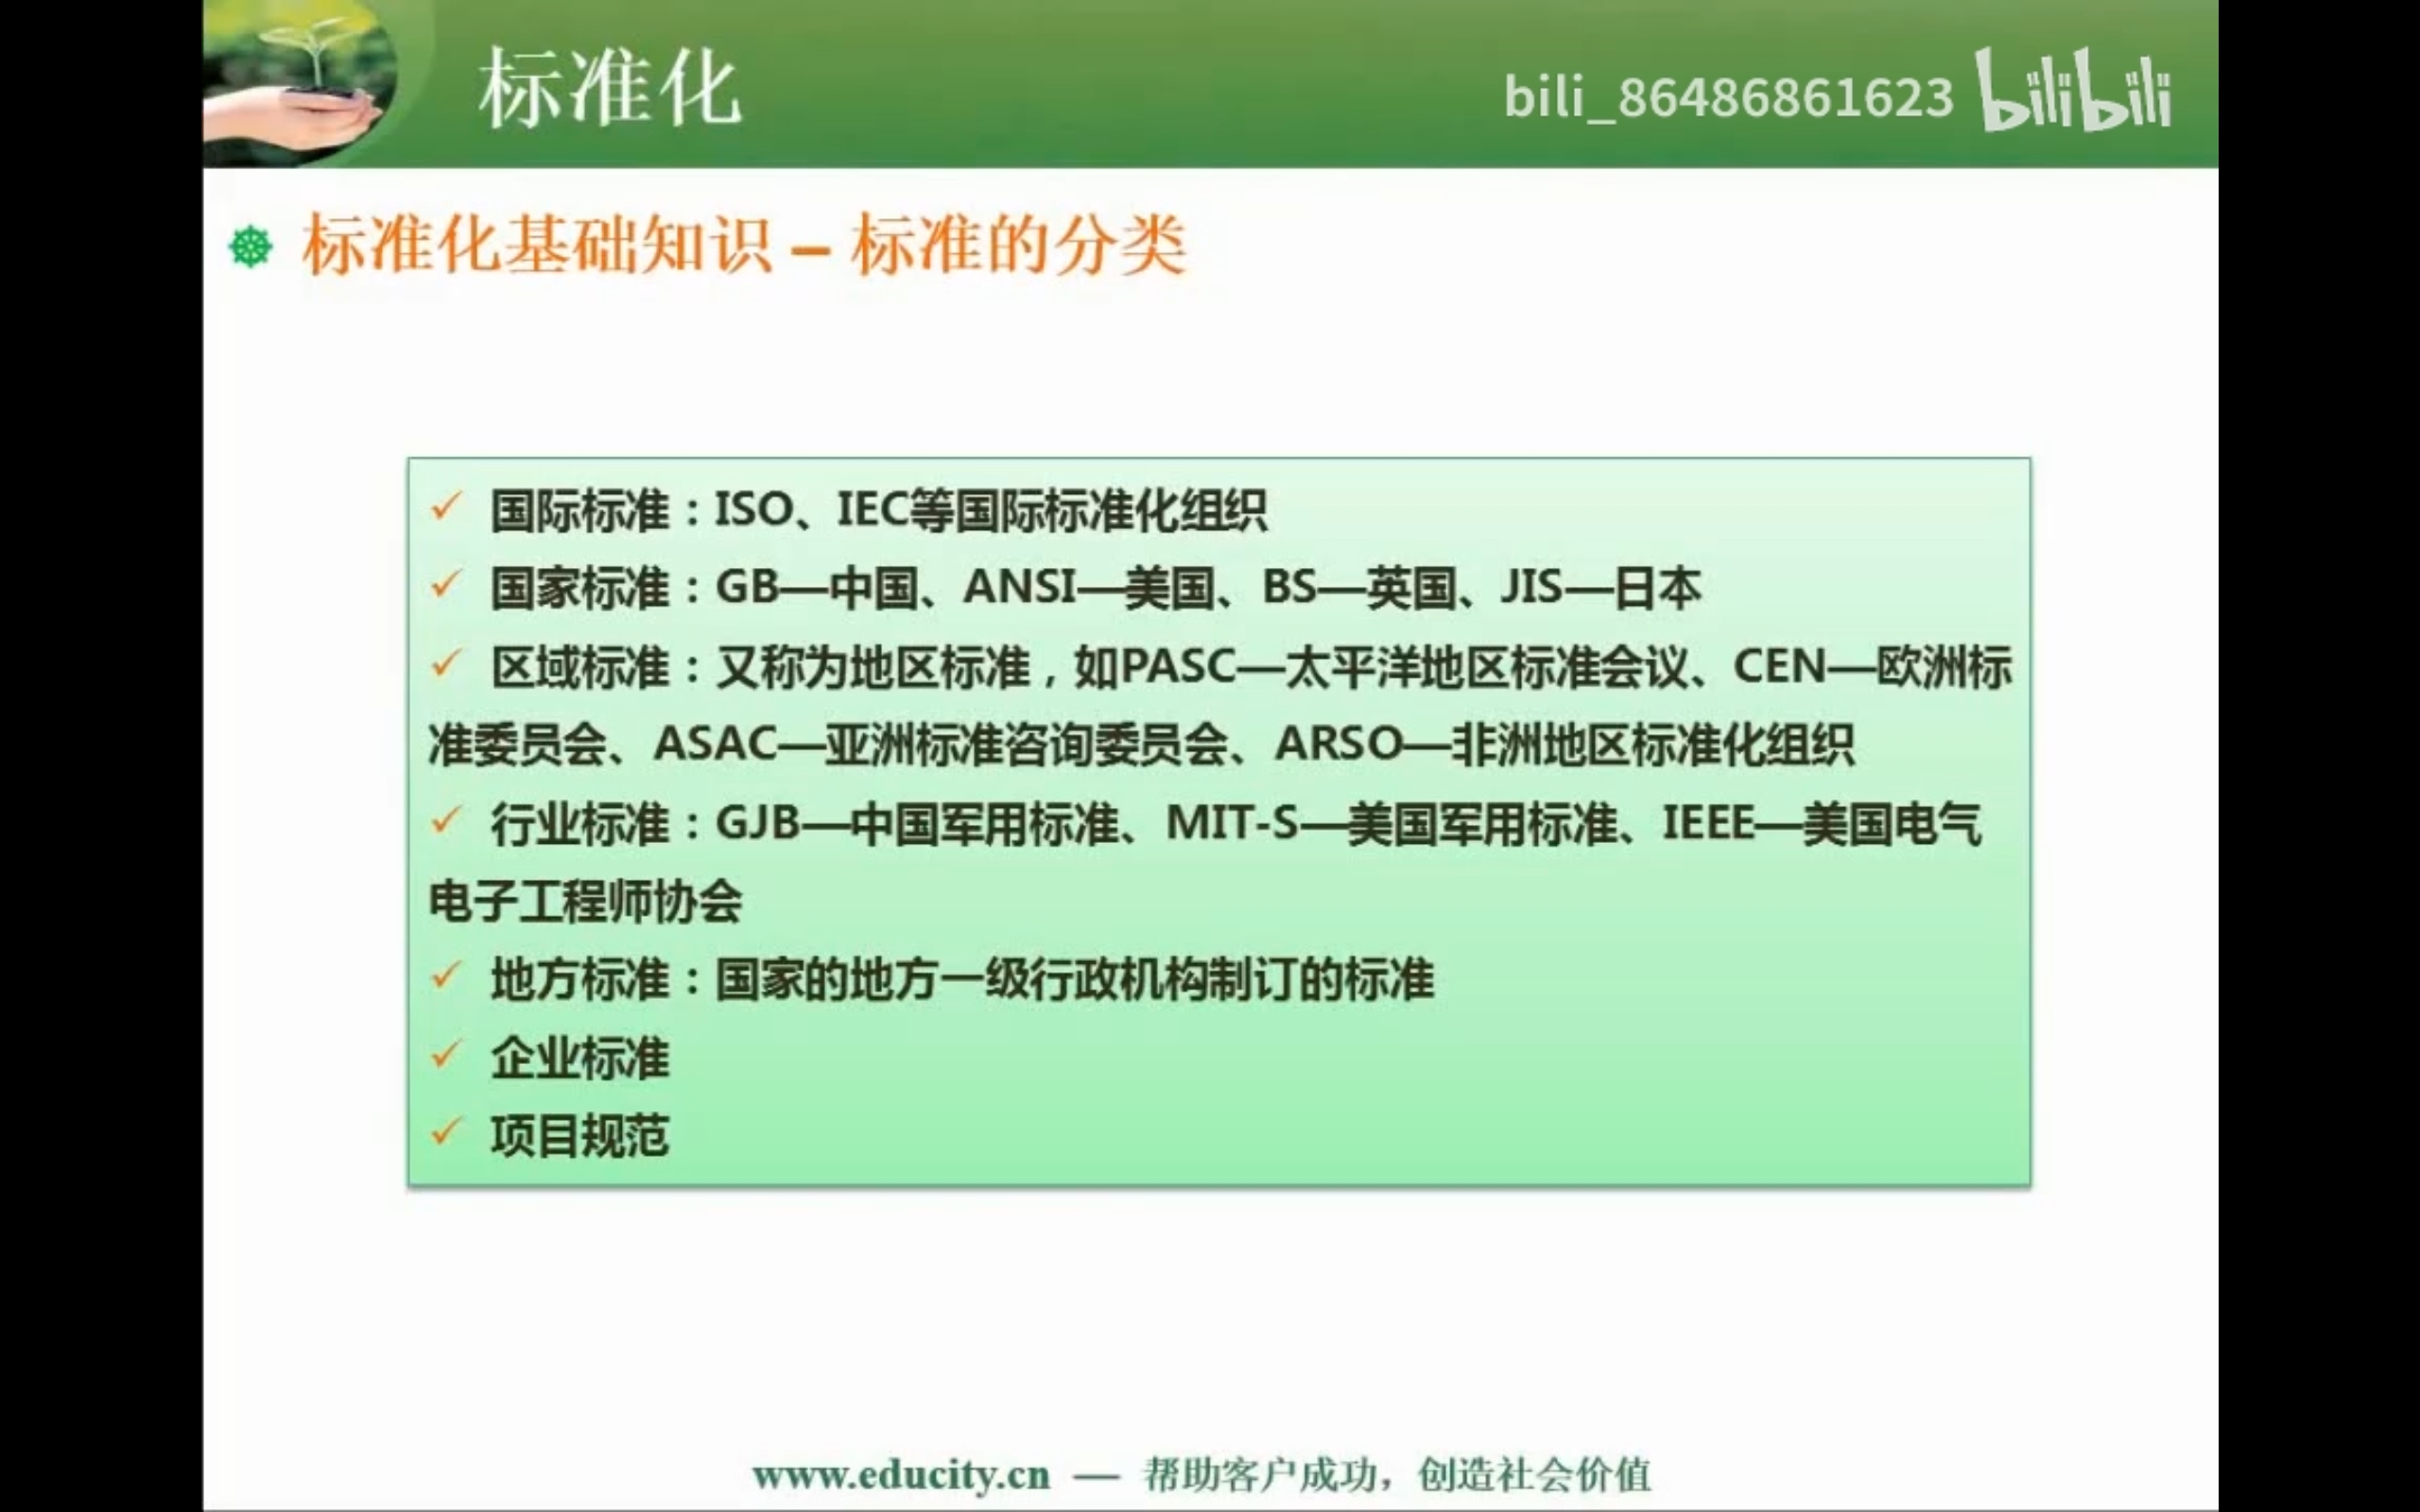 标准化
bili_86486861623 bilibili
标准化基础知识 – 标准的分类
✓ 国际标准：ISO、IEC等国际标准化组织
✓ 国家标准：GB—中国、ANSI—美国、BS—英国、JIS—日本
✓ 区域标准：又称为地区标准，如PASC—太平洋地区标准会议、CEN—欧洲标
准委员会、ASAC—亚洲标准咨询委员会、ARSO—非洲地区标准化组织
✓ 行业标准：GJB—中国军用标准、MIT-S—美国军用标准、IEEE—美国电气
电子工程师协会
✓ 地方标准：国家的地方一级行政机构制订的标准
✓ 企业标准
✓ 项目规范
www.educity.cn — 帮助客户成功，创造社会价值